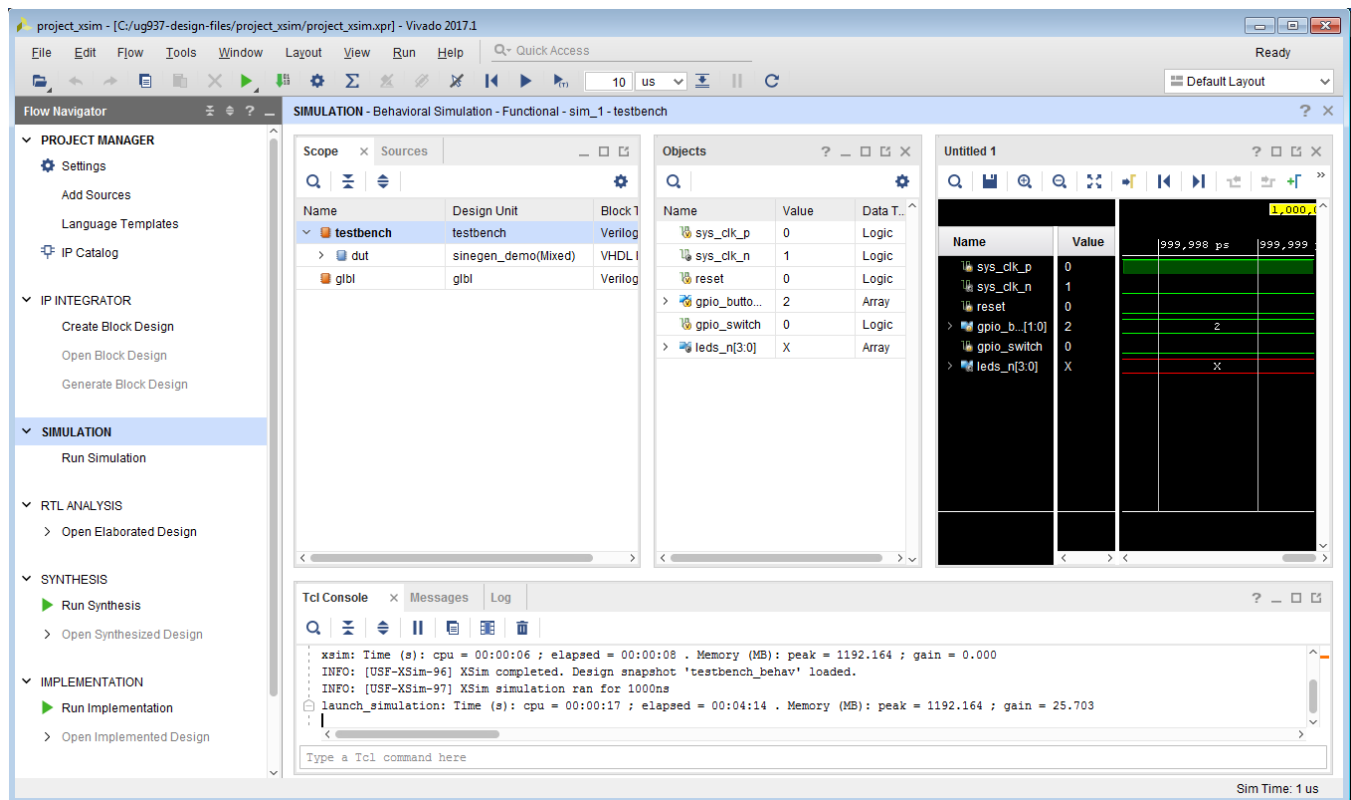 project_xsim - [C:/ug937-design-files/project_xsim/project_xsim.xpr] - Vivado 2017.1
File Edit Flow Tools Window Layout View Run Help Quick Access Ready
10 us Default Layout
Flow Navigator
PROJECT MANAGER
Settings
Add Sources
Language Templates
IP Catalog
IP INTEGRATOR
Create Block Design
Open Block Design
Generate Block Design
SIMULATION
Run Simulation
RTL ANALYSIS
Open Elaborated Design
SYNTHESIS
Run Synthesis
Open Synthesized Design
IMPLEMENTATION
Run Implementation
Open Implemented Design
SIMULATION - Behavioral Simulation - Functional - sim_1 - testbench
Scope Sources
Name Design Unit Block T
testbench testbench Verilog
dut sinegen_demo(Mixed) VHDL
glbl glbl Verilog
Objects
Name Value Data T...
sys_clk_p 0 Logic
sys_clk_n 1 Logic
reset 0 Logic
gpio_butto... 2 Array
gpio_switch 0 Logic
leds_n[3:0] X Array
Untitled 1
1,000,
Name Value 999,998 ps 999,999
sys_clk_p 0
sys_clk_n 1
reset 0
gpio_b...[1:0] 2 2
gpio_switch 0
leds_n[3:0] X X
Tcl Console Messages Log
xsim: Time (s): cpu = 00:00:06 ; elapsed = 00:00:08 . Memory (MB): peak = 1192.164 ; gain = 0.000
INFO: [USF-XSim-96] XSim completed. Design snapshot 'testbench_behav' loaded.
INFO: [USF-XSim-97] XSim simulation ran for 1000ns
launch_simulation: Time (s): cpu = 00:00:17 ; elapsed = 00:04:14 . Memory (MB): peak = 1192.164 ; gain = 25.703
Type a Tcl command here
Sim Time: 1 us